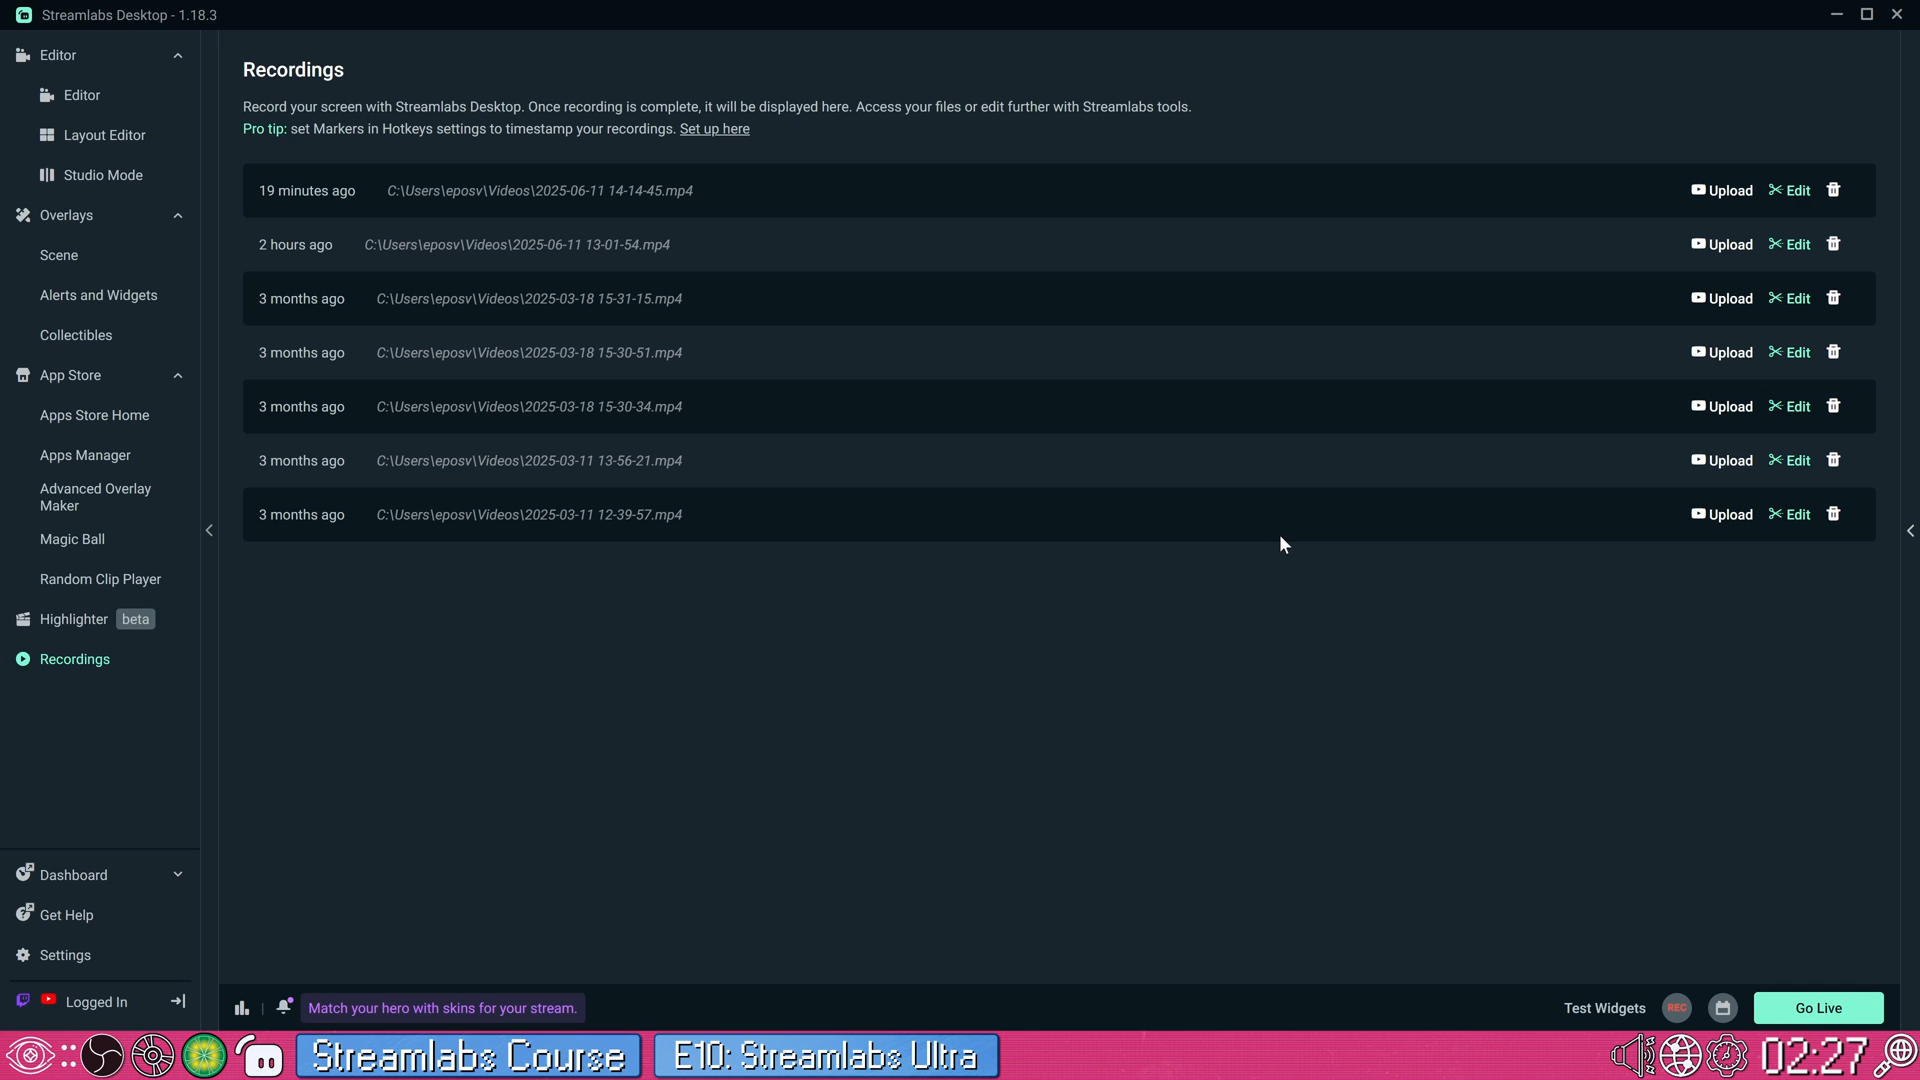 Streamlabs Desktop - 1.18.3
Editor
Editor
Layout Editor
Studio Mode
Overlays
Scene
Alerts and Widgets
Collectibles
App Store
Apps Store Home
Apps Manager
Advanced Overlay
Maker
Magic Ball
Random Clip Player
Highlighter beta
Recordings
Dashboard
Get Help
Settings
Logged In
Recordings
Record your screen with Streamlabs Desktop. Once recording is complete, it will be displayed here. Access your files or edit further with Streamlabs tools.
Pro tip: set Markers in Hotkeys settings to timestamp your recordings. Set up here
19 minutes ago C:\Users\eposv\Videos\2025-06-11 14-14-45.mp4 Upload Edit
2 hours ago C:\Users\eposv\Videos\2025-06-11 13-01-54.mp4 Upload Edit
3 months ago C:\Users\eposv\Videos\2025-03-18 15-31-15.mp4 Upload Edit
3 months ago C:\Users\eposv\Videos\2025-03-18 15-30-51.mp4 Upload Edit
3 months ago C:\Users\eposv\Videos\2025-03-18 15-30-34.mp4 Upload Edit
3 months ago C:\Users\eposv\Videos\2025-03-11 13-56-21.mp4 Upload Edit
3 months ago C:\Users\eposv\Videos\2025-03-11 12-39-57.mp4 Upload Edit
Match your hero with skins for your stream. Test Widgets REC Go Live
Streamlabs Course E10: Streamlabs Ultra 02:27